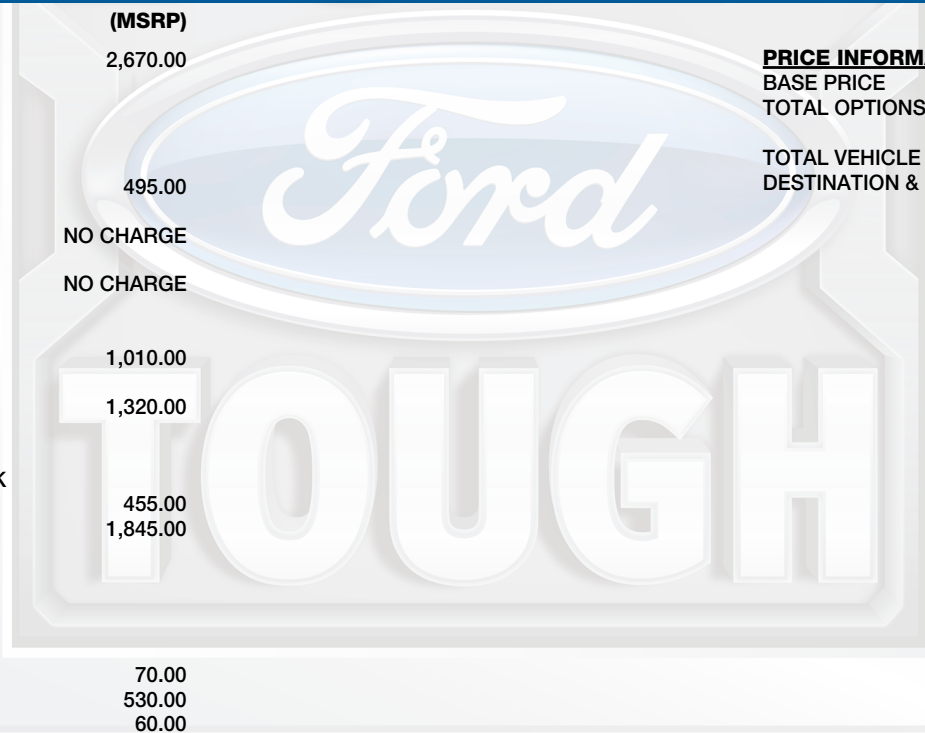 (MSRP)
2,670.00
495.00
NO CHARGE
NO CHARGE
1,010.00
1,320.00
K
455.00
1,845.00
70.00
530.00
60.00
PRICE INFORM
BASE PRICE
TOTAL OPTIONS
TOTAL VEHICLE
DESTINATION &
Ford
TOUGH